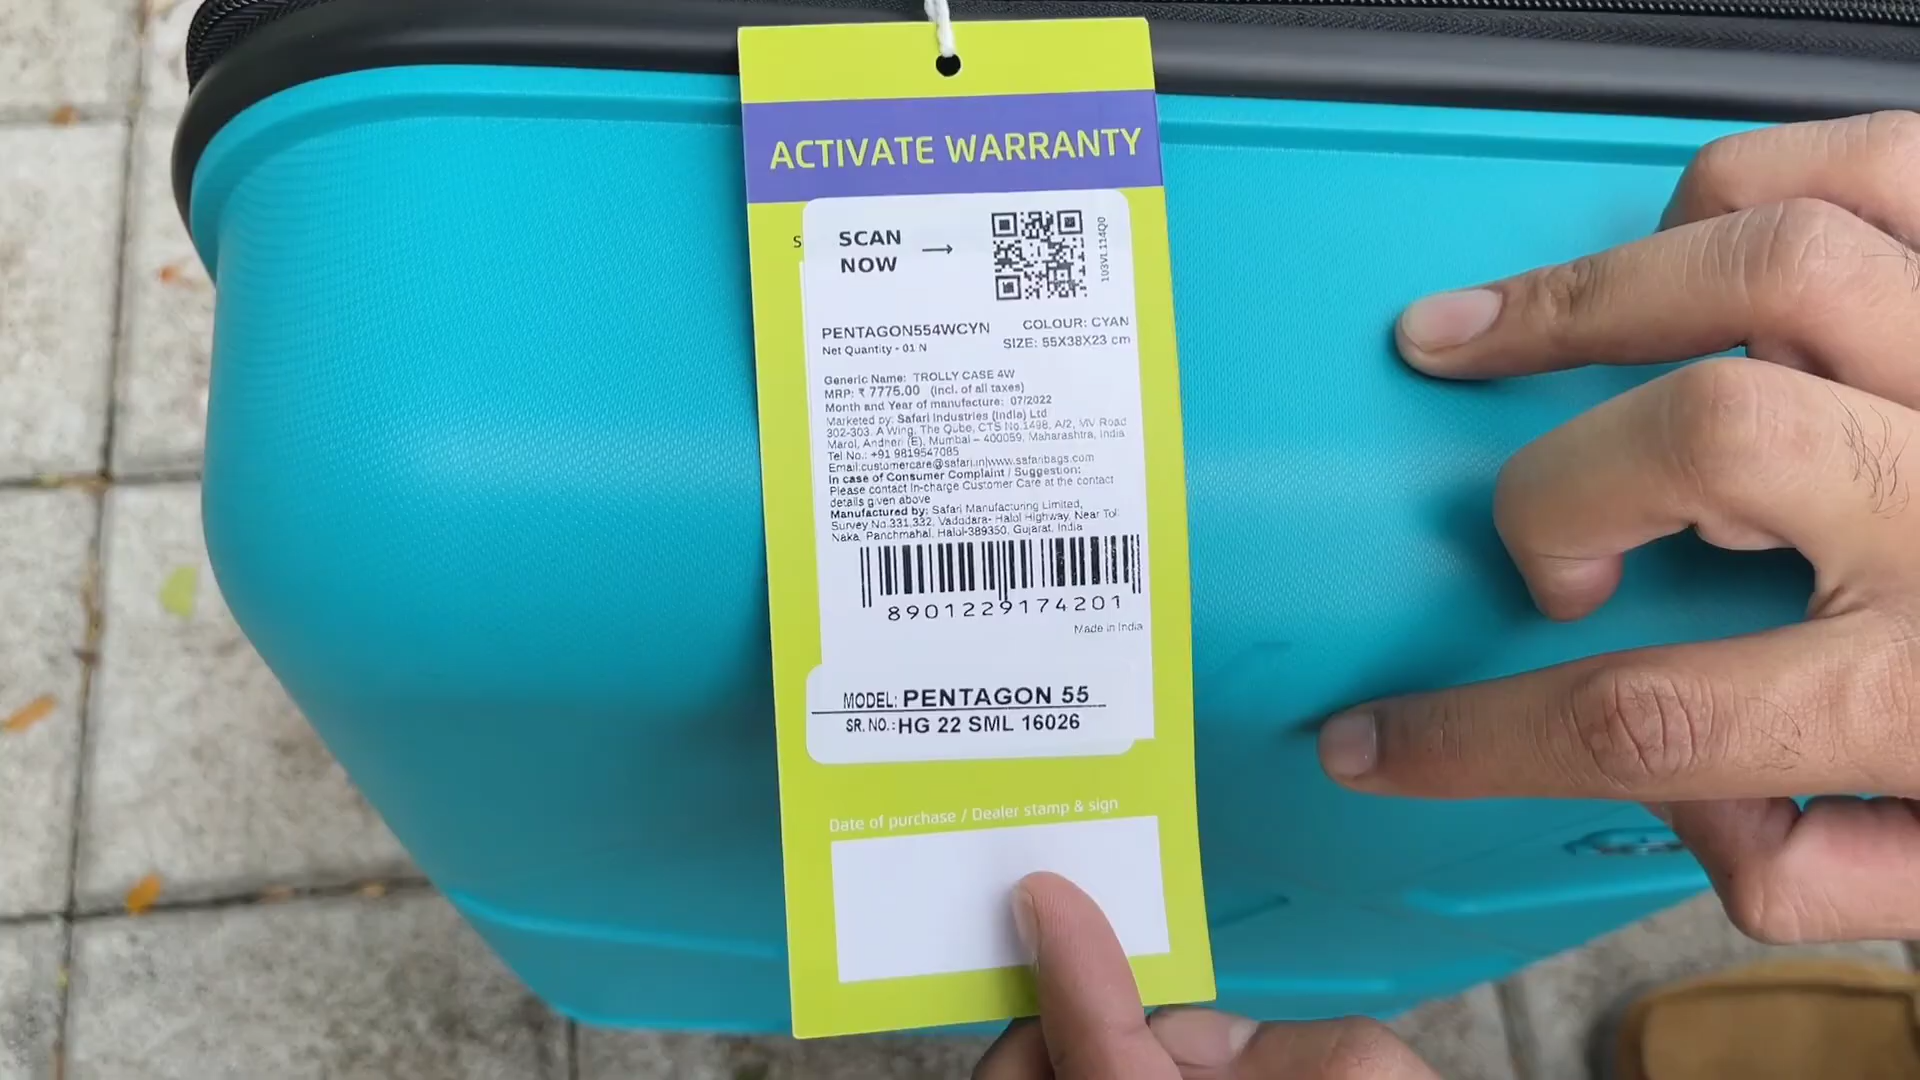 ACTIVATE WARRANTY
S
SCAN
NOW
103VL114Q0
PENTAGON554WCYN
COLOUR: CYAN
Net Quantity - 01 N
SIZE: 55X38X23 cm
Generic Name: TROLLY CASE 4W
MRP: ₹ 7775.00 (incl. of all taxes)
Month and Year of manufacture: 07/2022
Marketed by: Safari Industries (India) Ltd
302-303, A Wing, The Qube, CTS No.1498, A/2, MV Road
Marol, Andheri (E), Mumbai – 400059, Maharashtra, India
Tel No.: +91 9819547085
Email:customercare@safari.in|www.safaribags.com
In case of Consumer Complaint / Suggestion:
Please contact In-charge Customer Care at the contact
details given above
Manufactured by: Safari Manufacturing Limited,
Survey No.331,332, Vadodara- Halol Highway, Near Toll
Naka, Panchmahal, Halol-389350, Gujarat, India
8901229174201
Made in India
MODEL: PENTAGON 55
SR. NO.: HG 22 SML 16026
Date of purchase / Dealer stamp & sign